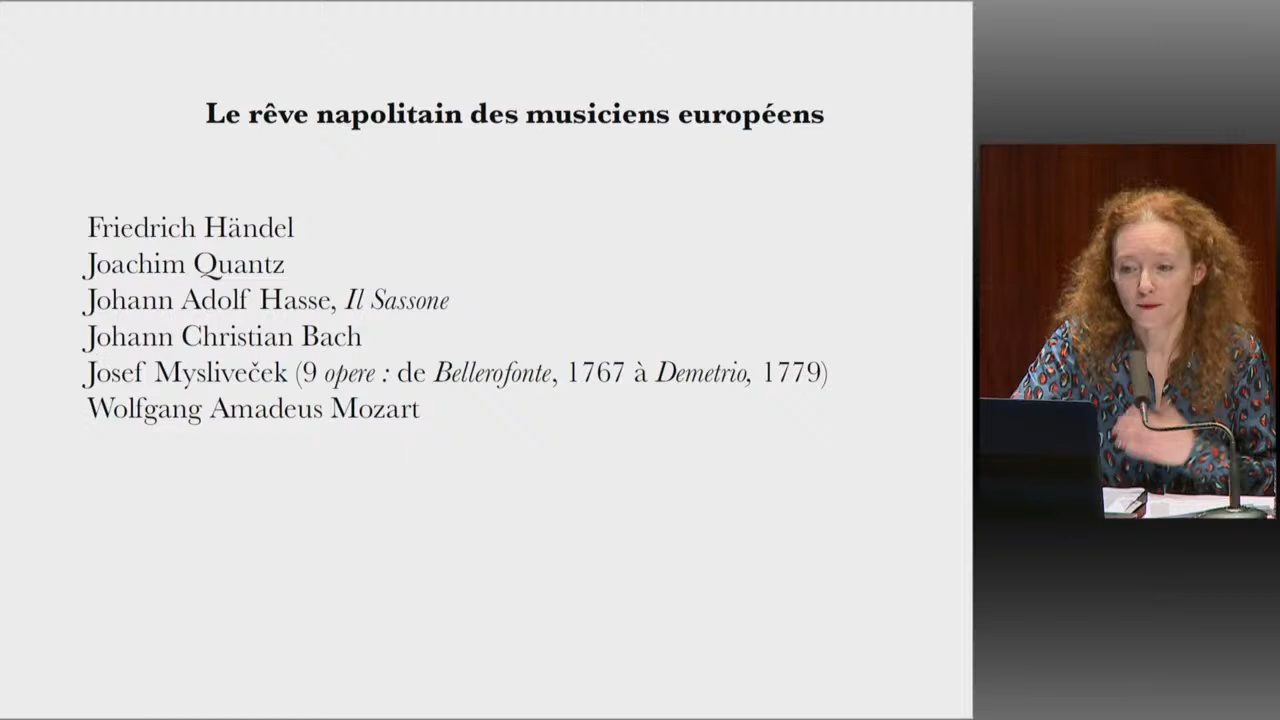 Le rêve napolitain des musiciens européens
Friedrich Händel
Joachim Quantz
Johann Adolf Hasse, Il Sassone
Johann Christian Bach
Josef Mysliveček (9 opere : de Bellerofonte, 1767 à Demetrio, 1779)
Wolfgang Amadeus Mozart